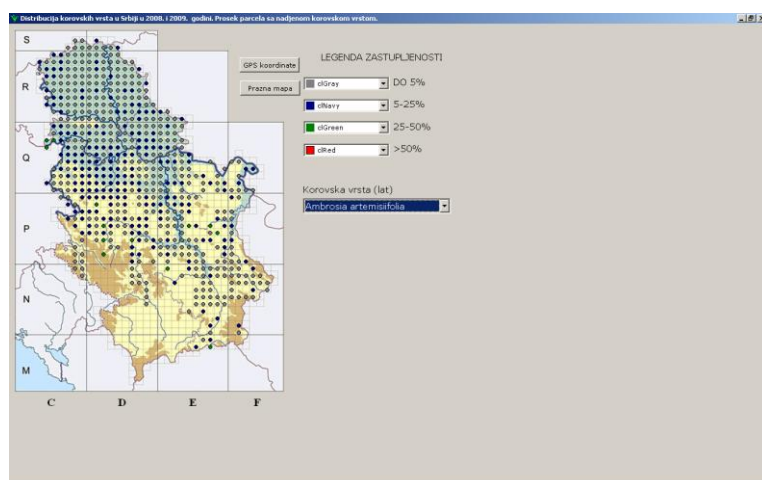 Distribucija korovskih vrsta u Srbiji u 2008. i 2009. godini. Prosek parcela sa nadjenom korovskom vrstom.
S
R
Q
P
N
M
C D E F
GPS koordinate
Prazna mapa
LEGENDA ZASTUPLJENOSTI
clGray DO 5%
clNavy 5-25%
clGreen 25-50%
clRed >50%
Korovska vrsta (lat)
Ambrosia artemisiifolia